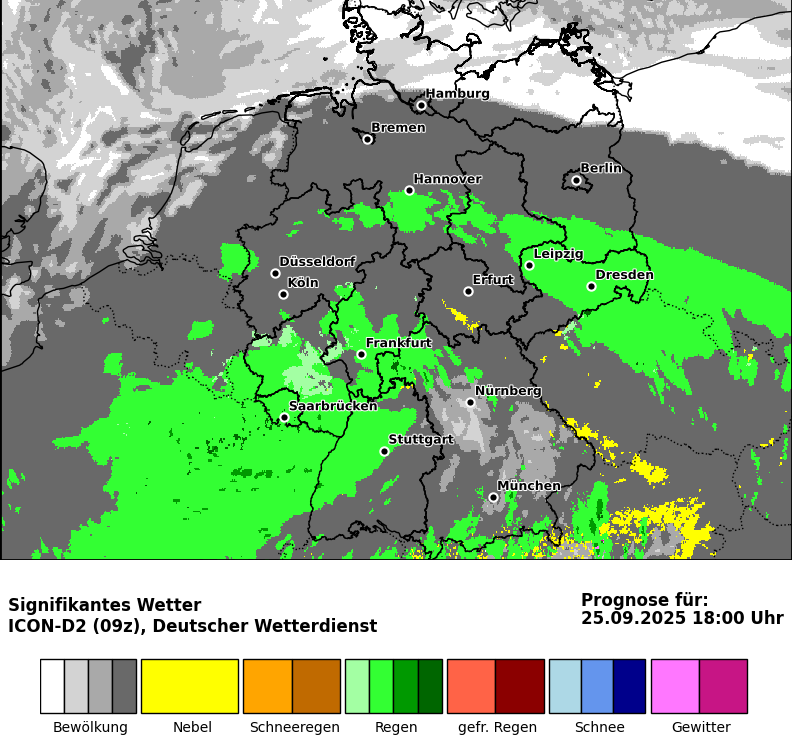 Hamburg
Bremen
Berlin
Hannover
Leipzig
Düsseldorf
Dresden
Köln
Erfurt
Frankfurt
Nürnberg
Saarbrücken
Stuttgart
München
Signifikantes Wetter
ICON-D2 (09z), Deutscher Wetterdienst
Prognose für:
25.09.2025 18:00 Uhr
Bewölkung Nebel Schneeregen Regen gefr. Regen Schnee Gewitter